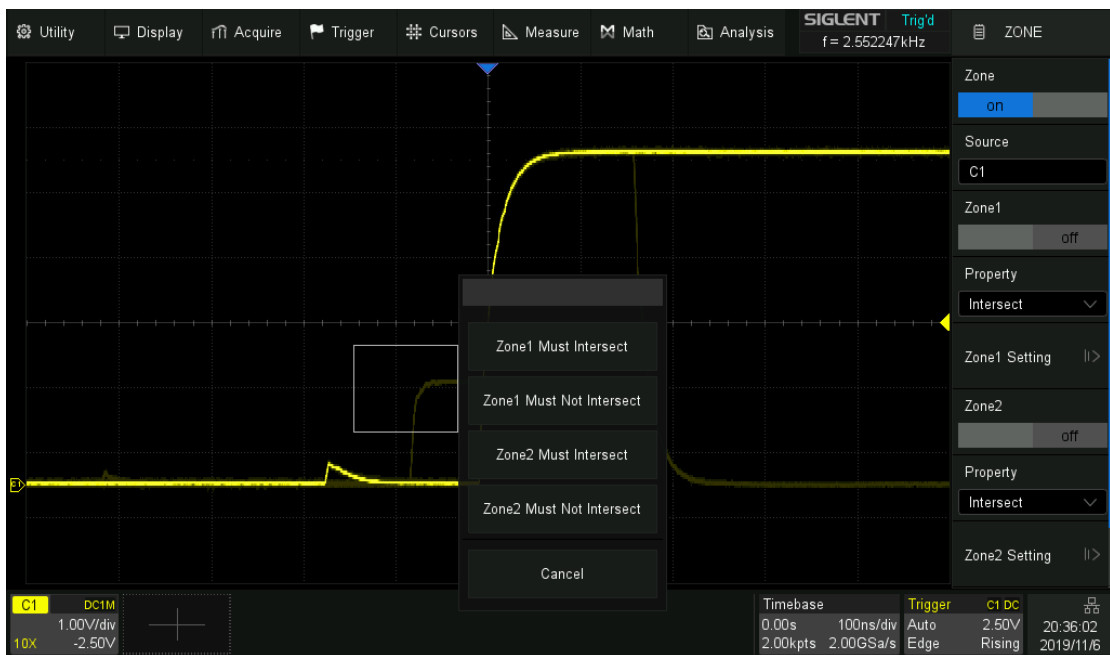 Utility Display Acquire Trigger Cursors Measure Math Analysis
SIGLENT Trig'd
f = 2.552247kHz
ZONE
Zone
on
Source
C1
Zone1
off
Property
Intersect
Zone1 Setting
Zone2
off
Property
Intersect
Zone2 Setting
Zone1 Must Intersect
Zone1 Must Not Intersect
Zone2 Must Intersect
Zone2 Must Not Intersect
Cancel
C1
C1 DC1M
1.00V/div
10X -2.50V
Timebase
0.00s 100ns/div
2.00kpts 2.00GSa/s
Trigger C1 DC
Auto 2.50V
Edge Rising
20:36:02
2019/11/6